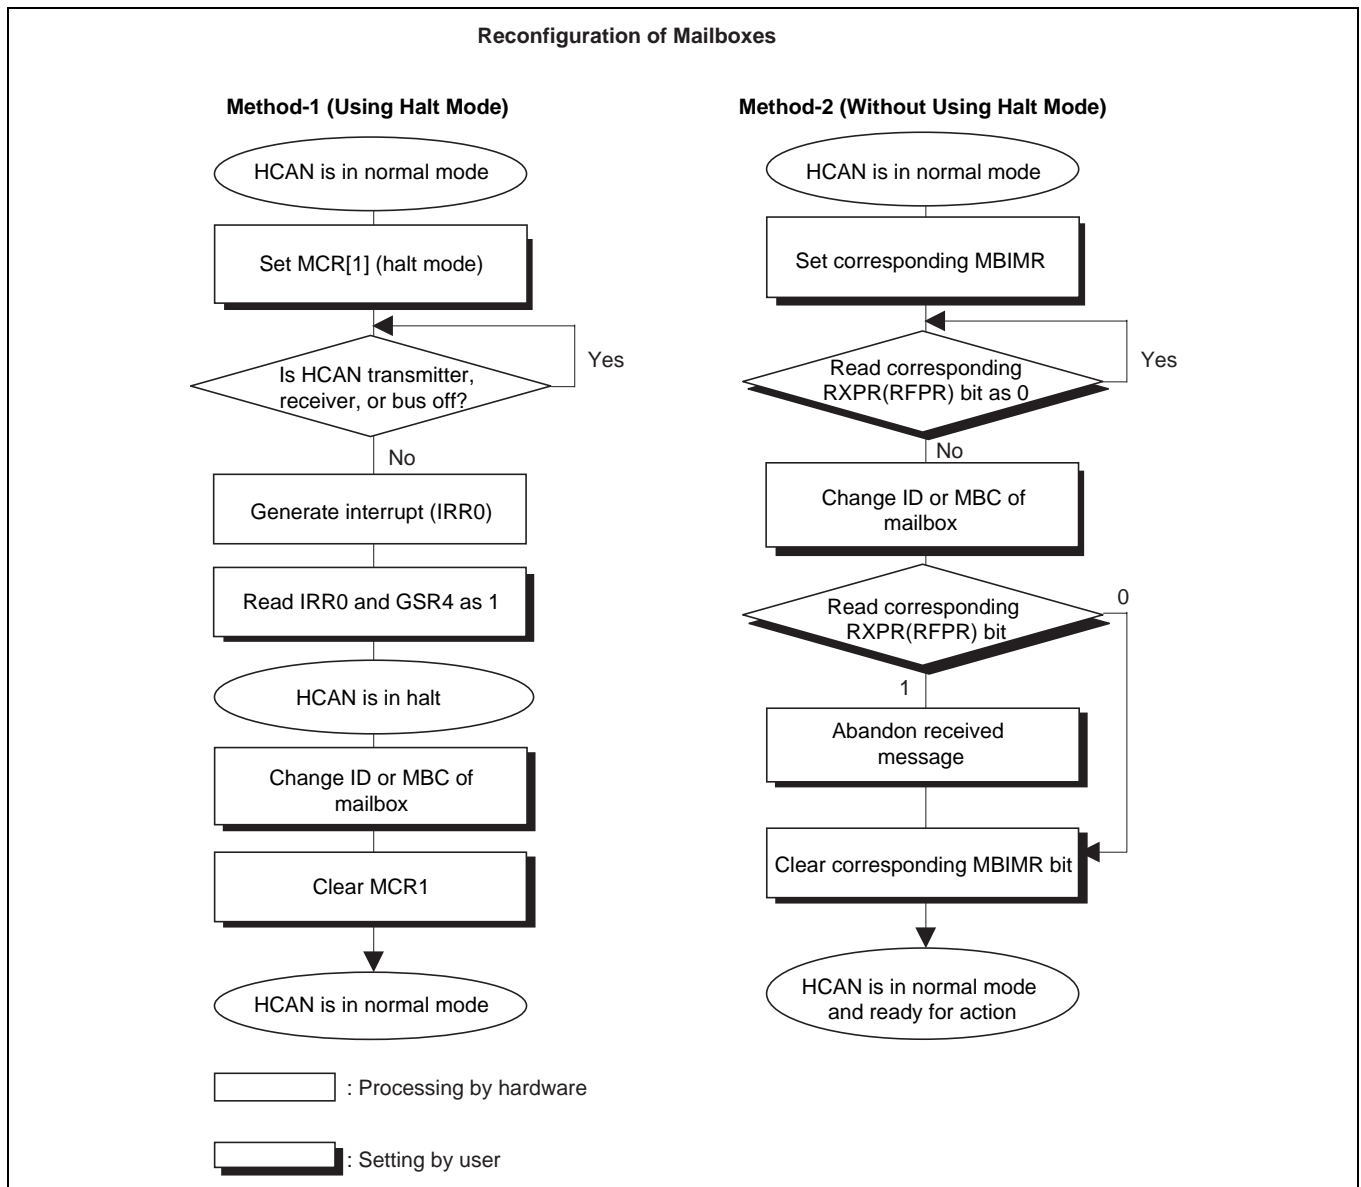 Reconfiguration of Mailboxes
Method-1 (Using Halt Mode)
HCAN is in normal mode
Set MCR[1] (halt mode)
Is HCAN transmitter,
receiver, or bus off?
Yes
No
Generate interrupt (IRR0)
Read IRR0 and GSR4 as 1
HCAN is in halt
Change ID or MBC of
mailbox
Clear MCR1
HCAN is in normal mode
Method-2 (Without Using Halt Mode)
HCAN is in normal mode
Set corresponding MBIMR
Read corresponding
RXPR(RFPR) bit as 0
Yes
No
Change ID or MBC of
mailbox
Read corresponding
RXPR(RFPR) bit
0
1
Abandon received
message
Clear corresponding MBIMR bit
HCAN is in normal mode
and ready for action
: Processing by hardware
: Setting by user